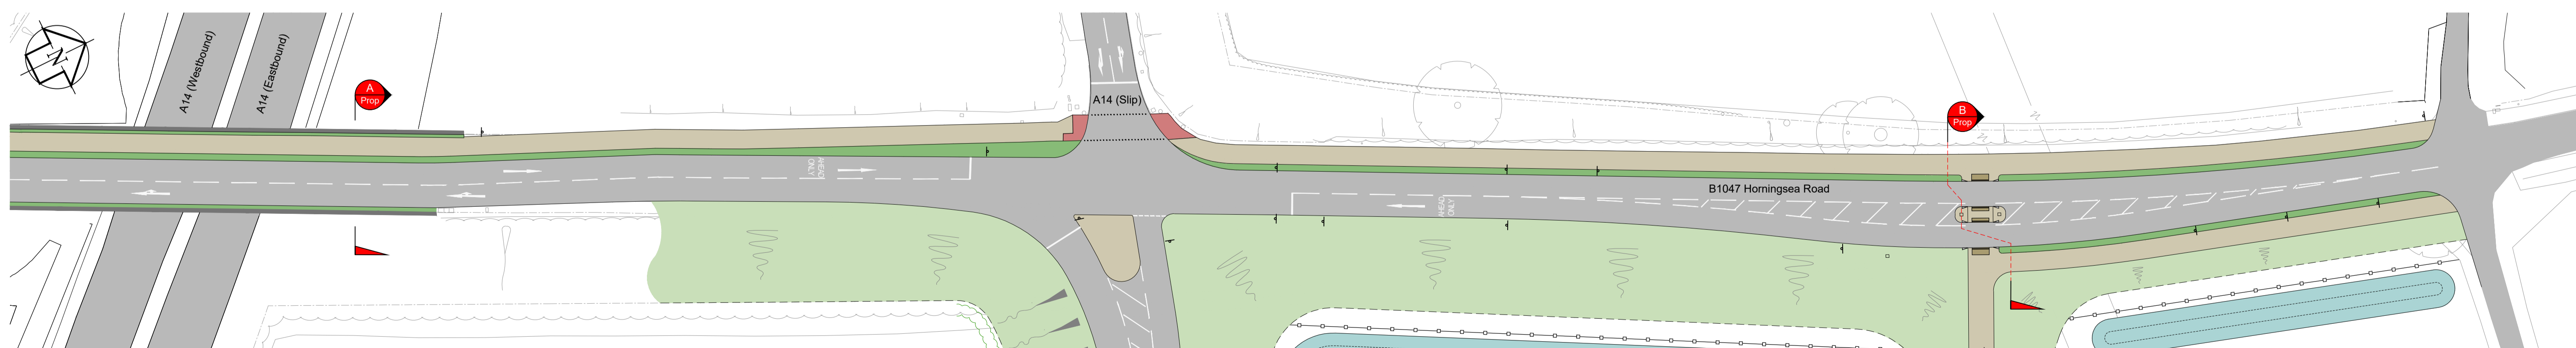 N
A14 (Westbound)
A14 (Eastbound)
A
Prop
A14 (Slip)
AHEAD
ONLY
B
Prop
B1047 Horningsea Road
AHEAD
ONLY